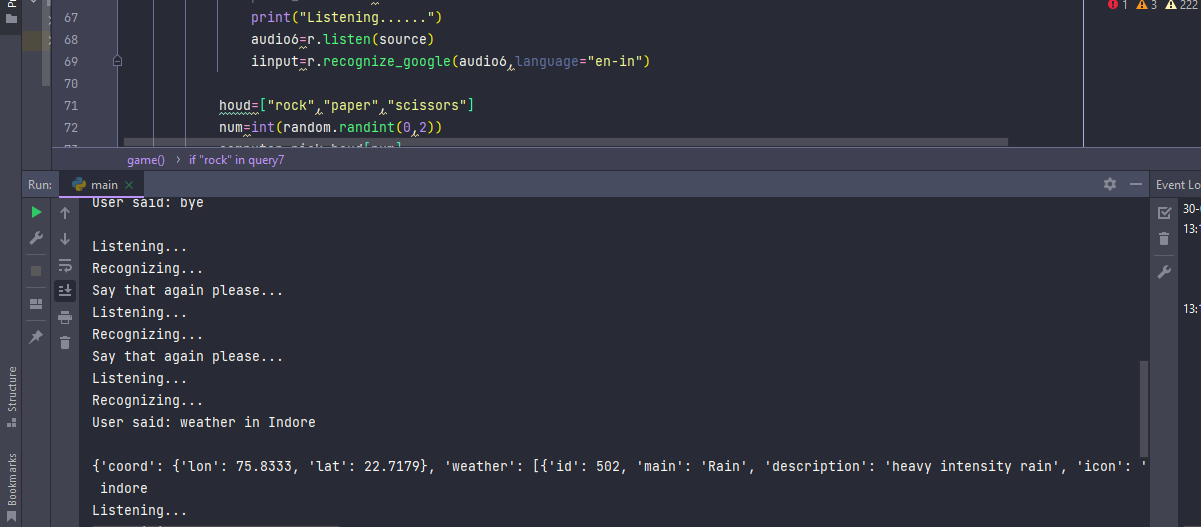 1 3 222
67 print("Listening......")
68 audio6=r.listen(source)
69 iinput=r.recognize_google(audio6,language="en-in")
70
71 houd=["rock","paper","scissors"]
72 num=int(random.randint(0,2))
game() > if "rock" in query7
Run: main Event Lo
User said: bye
30-
13:1
Listening...
Recognizing...
Say that again please...
Listening...
13:1
Recognizing...
Say that again please...
Listening...
Recognizing...
User said: weather in Indore
{'coord': {'lon': 75.8333, 'lat': 22.7179}, 'weather': [{'id': 502, 'main': 'Rain', 'description': 'heavy intensity rain', 'icon': '
indore
Listening...
Structure
Bookmarks